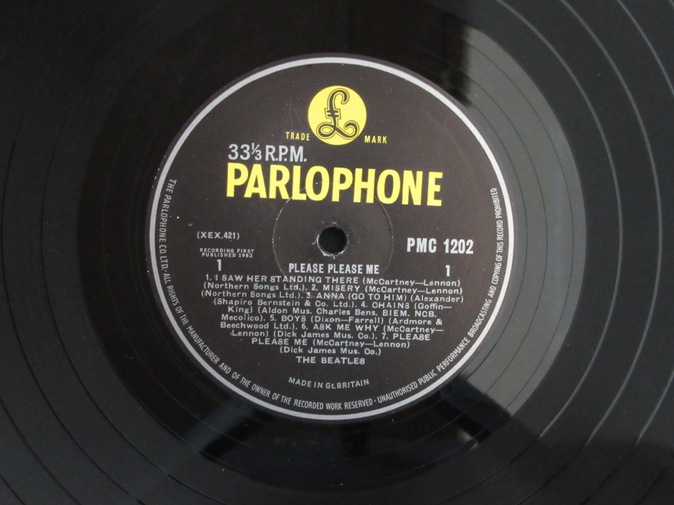 £
TRADE MARK
33⅓ R.P.M.
PARLOPHONE
(XEX.421)
PMC 1202
RECORDING FIRST
PUBLISHED 1963
1 PLEASE PLEASE ME 1
1. I SAW HER STANDING THERE (McCartney—Lennon)
(Northern Songs Ltd.). 2. MISERY (McCartney—Lennon)
(Northern Songs Ltd.). 3. ANNA (GO TO HIM) (Alexander)
(Shapiro Bernstein & Co. Ltd.). 4. CHAINS (Goffin—
King) (Aldon Mus. Charles Bens. BIEM. NCB.
Mecolico). 5. BOYS (Dixon—Farrell) (Ardmore &
Beechwood Ltd.). 6. ASK ME WHY (McCartney—
Lennon) (Dick James Mus. Co.). 7. PLEASE
PLEASE ME (McCartney—Lennon)
(Dick James Mus. Co.)
THE BEATLES
MADE IN Gt. BRITAIN
THE PARLOPHONE CO. LTD.· ALL RIGHTS OF THE MANUFACTURER AND OF THE OWNER OF THE RECORDED WORK RESERVED · UNAUTHORISED PUBLIC PERFORMANCE BROADCASTING AND COPYING OF THIS RECORD PROHIBITED